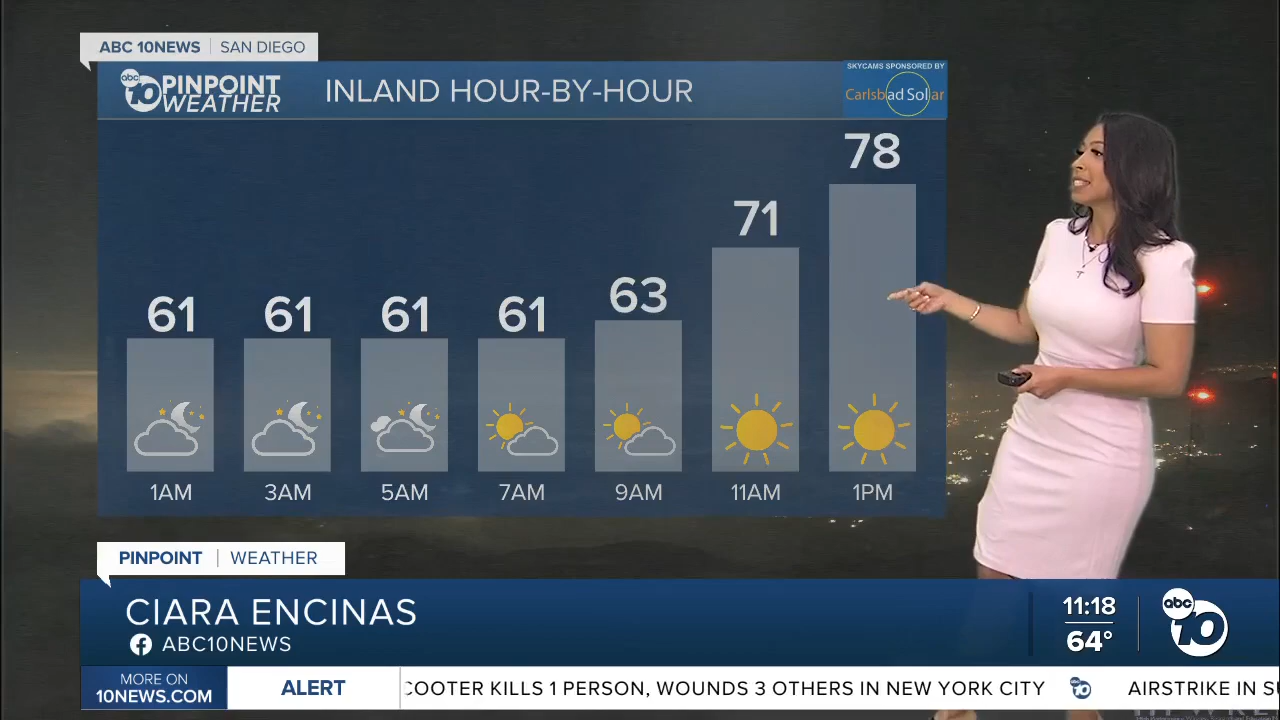 ABC 10NEWS | SAN DIEGO
abc 10 PINPOINT WEATHER
INLAND HOUR-BY-HOUR
SKYCAMS SPONSORED BY
Carlsbad Solar
61 61 61 61 63 71 78
1AM 3AM 5AM 7AM 9AM 11AM 1PM
PINPOINT | WEATHER
CIARA ENCINAS
ABC10NEWS
11:18
64°
abc 10
MORE ON
10NEWS.COM
ALERT
COOTER KILLS 1 PERSON, WOUNDS 3 OTHERS IN NEW YORK CITY abc 10 AIRSTRIKE IN